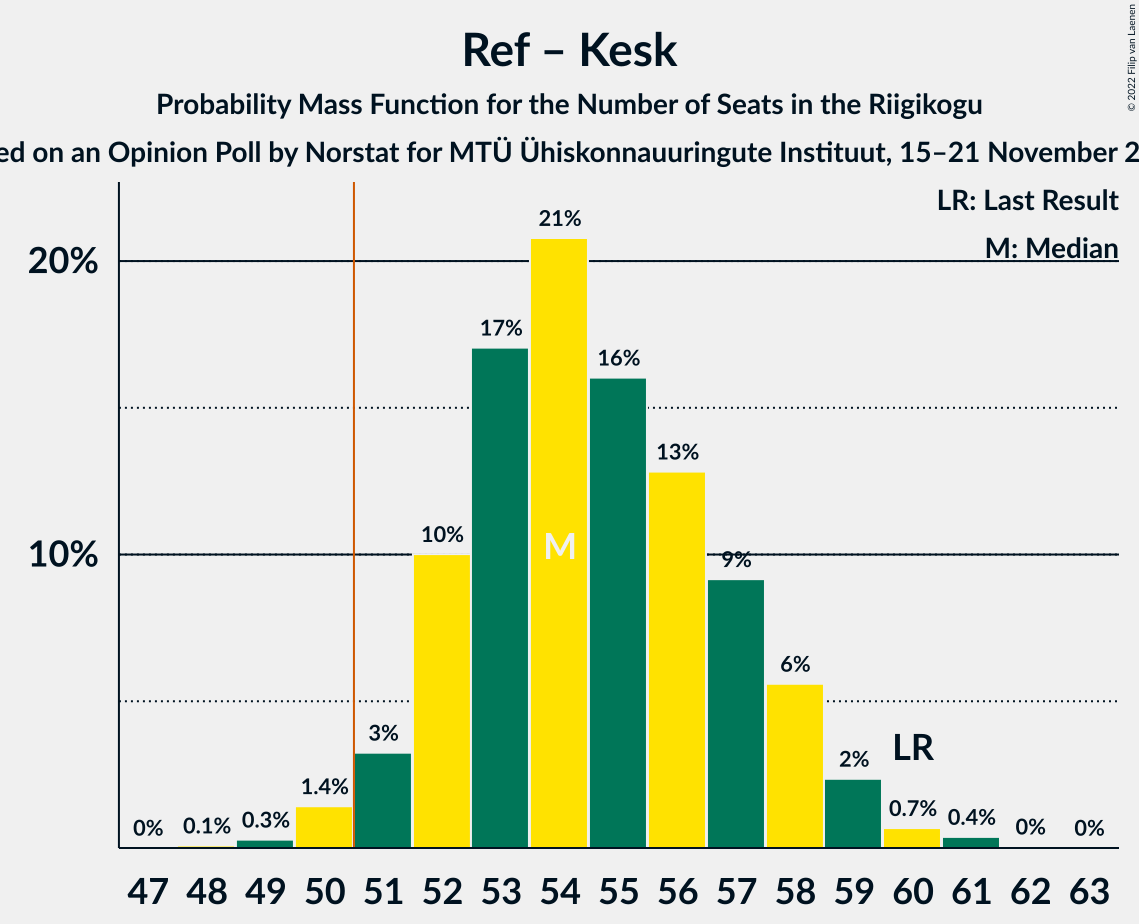 Ref – Kesk
Probability Mass Function for the Number of Seats in the Riigikogu
ed on an Opinion Poll by Norstat for MTÜ Ühiskonnauuringute Instituut, 15–21 November 2
© 2022 Filip van Laenen
LR: Last Result
M: Median
20%
10%
0%
0.1%
0.3%
1.4%
3%
10%
17%
21%
16%
13%
9%
6%
2%
0.7%
0.4%
0%
0%
M
LR
47 48 49 50 51 52 53 54 55 56 57 58 59 60 61 62 63